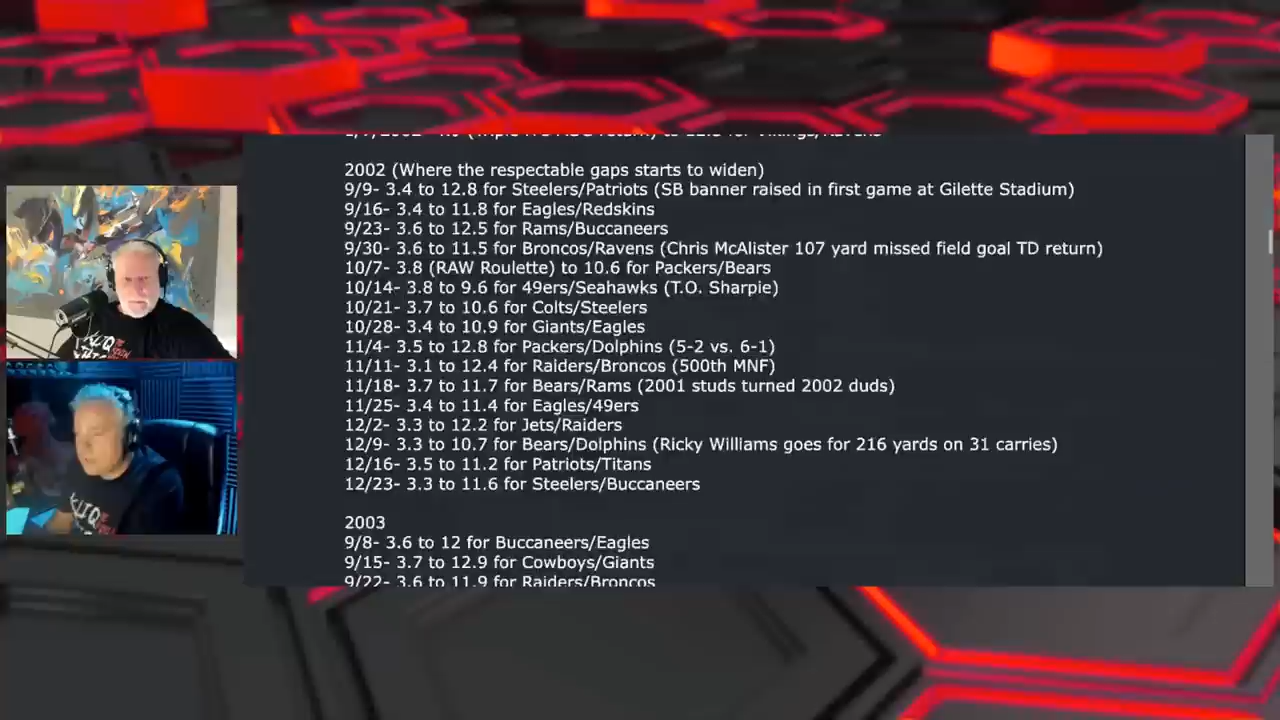 2002 (Where the respectable gaps starts to widen)
9/9- 3.4 to 12.8 for Steelers/Patriots (SB banner raised in first game at Gilette Stadium)
9/16- 3.4 to 11.8 for Eagles/Redskins
9/23- 3.6 to 12.5 for Rams/Buccaneers
9/30- 3.6 to 11.5 for Broncos/Ravens (Chris McAlister 107 yard missed field goal TD return)
10/7- 3.8 (RAW Roulette) to 10.6 for Packers/Bears
10/14- 3.8 to 9.6 for 49ers/Seahawks (T.O. Sharpie)
10/21- 3.7 to 10.6 for Colts/Steelers
10/28- 3.4 to 10.9 for Giants/Eagles
11/4- 3.5 to 12.8 for Packers/Dolphins (5-2 vs. 6-1)
11/11- 3.1 to 12.4 for Raiders/Broncos (500th MNF)
11/18- 3.7 to 11.7 for Bears/Rams (2001 studs turned 2002 duds)
11/25- 3.4 to 11.4 for Eagles/49ers
12/2- 3.3 to 12.2 for Jets/Raiders
12/9- 3.3 to 10.7 for Bears/Dolphins (Ricky Williams goes for 216 yards on 31 carries)
12/16- 3.5 to 11.2 for Patriots/Titans
12/23- 3.3 to 11.6 for Steelers/Buccaneers
2003
9/8- 3.6 to 12 for Buccaneers/Eagles
9/15- 3.7 to 12.9 for Cowboys/Giants
9/22- 3.6 to 11.9 for Raiders/Broncos